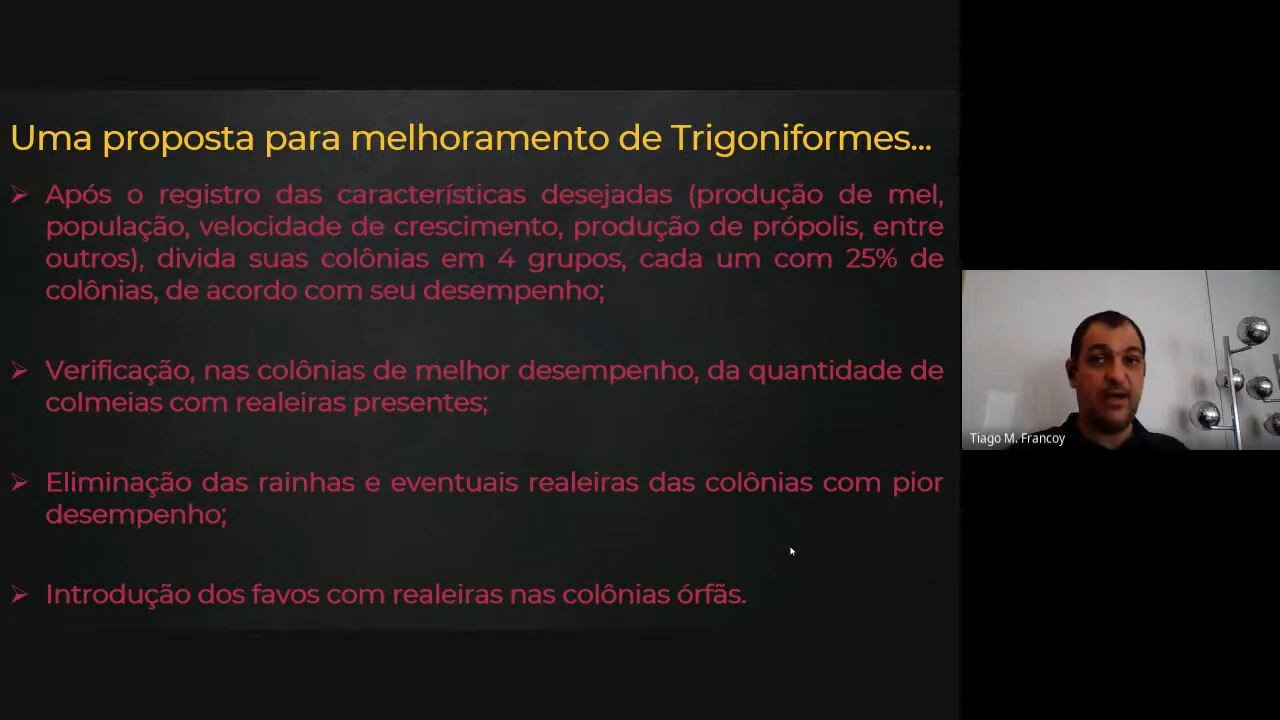 Uma proposta para melhoramento de Trigoniformes...
➢ Após o registro das características desejadas (produção de mel,
população, velocidade de crescimento, produção de própolis, entre
outros), divida suas colônias em 4 grupos, cada um com 25% de
colônias, de acordo com seu desempenho;
➢ Verificação, nas colônias de melhor desempenho, da quantidade de
colmeias com realeiras presentes;
➢ Eliminação das rainhas e eventuais realeiras das colônias com pior
desempenho;
➢ Introdução dos favos com realeiras nas colônias órfãs.
Tiago M. Francoy